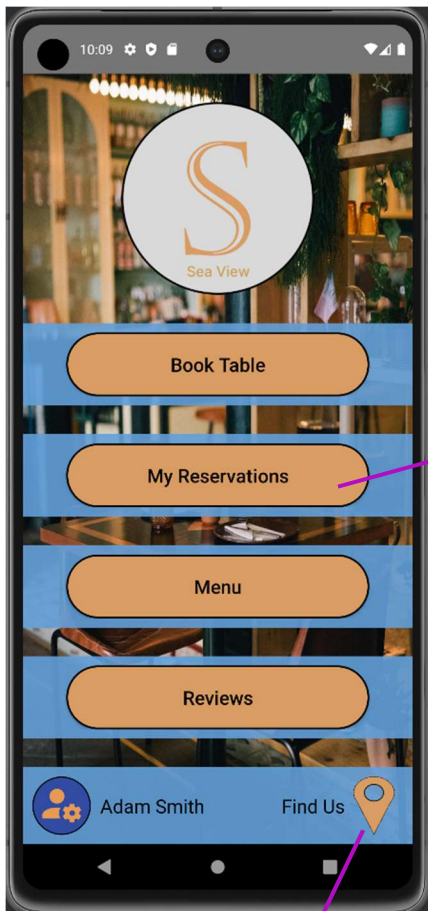 10:09
S
Sea View
Book Table
My Reservations
Menu
Reviews
Adam Smith Find Us